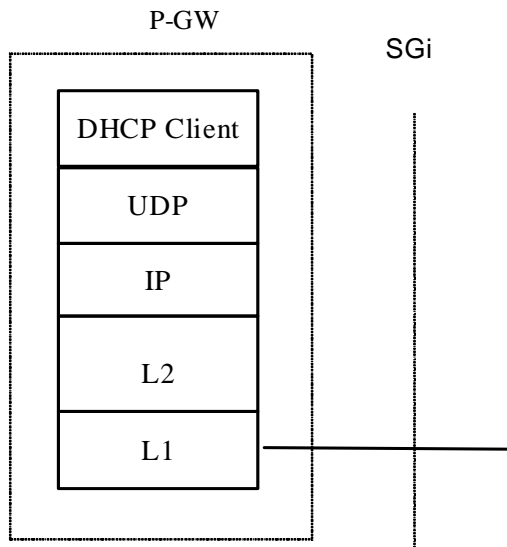 P-GW
SGi
DHCP Client
UDP
IP
L2
L1